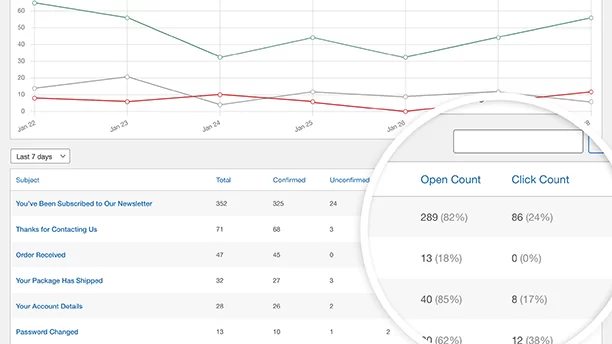 60
50
40
30
20
10
0
Jan 22
Jan 23
Jan 24
Jan 25
Jan 26
8
Last 7 days
Subject Total Confirmed Unconfirmed Open Count Click Count
You've Been Subscribed to Our Newsletter 352 325 24 289 (82%) 86 (24%)
Thanks for Contacting Us 71 68 3 13 (18%) 0 (0%)
Order Received 47 45 0 40 (85%) 8 (17%)
Your Package Has Shipped 32 27 3 (62%) 12 (38%)
Your Account Details 28 26 2
Password Changed 13 10 1 2